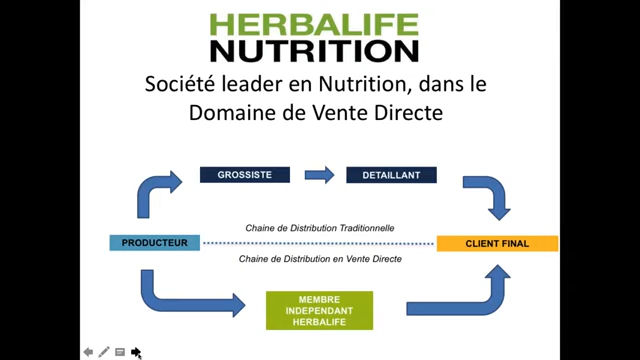 HERBALIFE
NUTRITION
Société leader en Nutrition, dans le
Domaine de Vente Directe
GROSSISTE
DETAILLANT
Chaine de Distribution Traditionnelle
PRODUCTEUR
CLIENT FINAL
Chaine de Distribution en Vente Directe
MEMBRE
INDEPENDANT
HERBALIFE